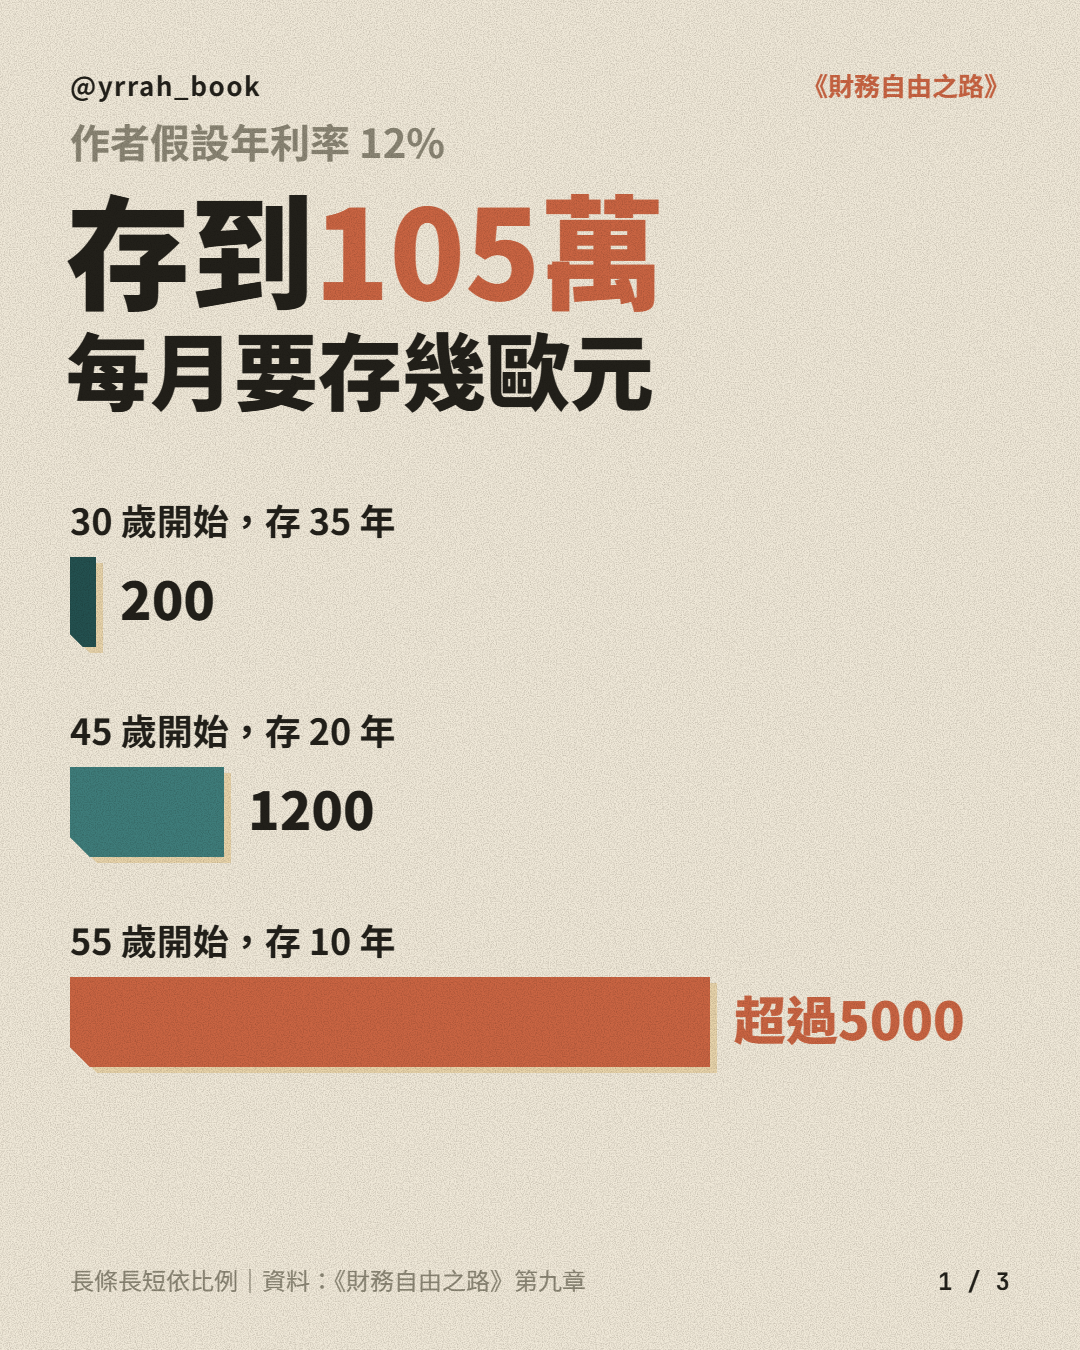 @yrrah_book
《財務自由之路》
作者假設年利率 12%
存到105萬
每月要存幾歐元
30 歲開始，存 35 年
200
45 歲開始，存 20 年
1200
55 歲開始，存 10 年
超過5000
長條長短依比例｜資料：《財務自由之路》第九章
1 / 3